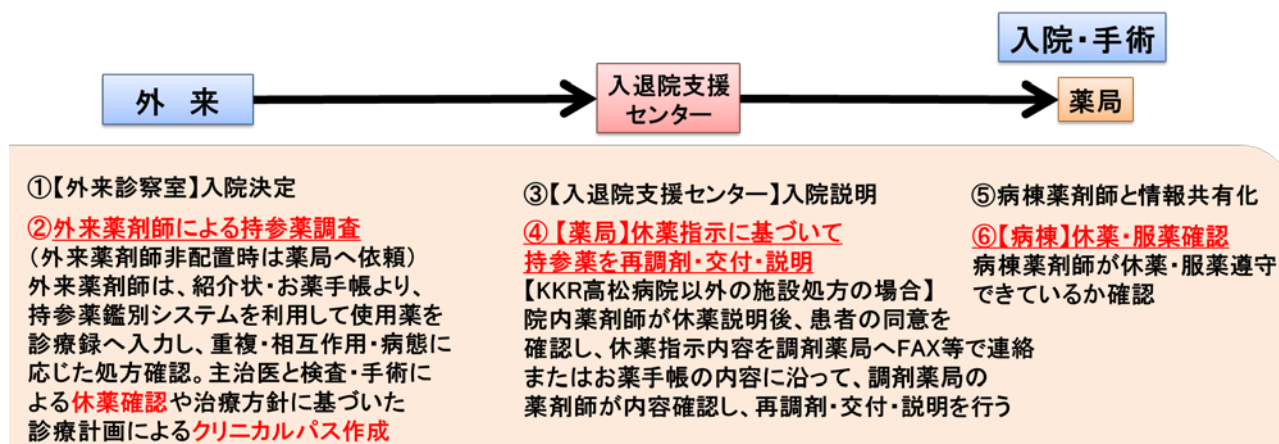 入院・手術
外　来
入退院支援
センター
薬局
①【外来診察室】入院決定
②外来薬剤師による持参薬調査
（外来薬剤師非配置時は薬局へ依頼）
外来薬剤師は、紹介状・お薬手帳より、
持参薬鑑別システムを利用して使用薬を
診療録へ入力し、重複・相互作用・病態に
応じた処方確認。主治医と検査・手術に
よる休薬確認や治療方針に基づいた
診療計画によるクリニカルパス作成
③【入退院支援センター】入院説明
④【薬局】休薬指示に基づいて
持参薬を再調剤・交付・説明
【KKR高松病院以外の施設処方の場合】
院内薬剤師が休薬説明後、患者の同意を
確認し、休薬指示内容を調剤薬局へFAX等で連絡
またはお薬手帳の内容に沿って、調剤薬局の
薬剤師が内容確認し、再調剤・交付・説明を行う
⑤病棟薬剤師と情報共有化
⑥【病棟】休薬・服薬確認
病棟薬剤師が休薬・服薬遵守
できているか確認